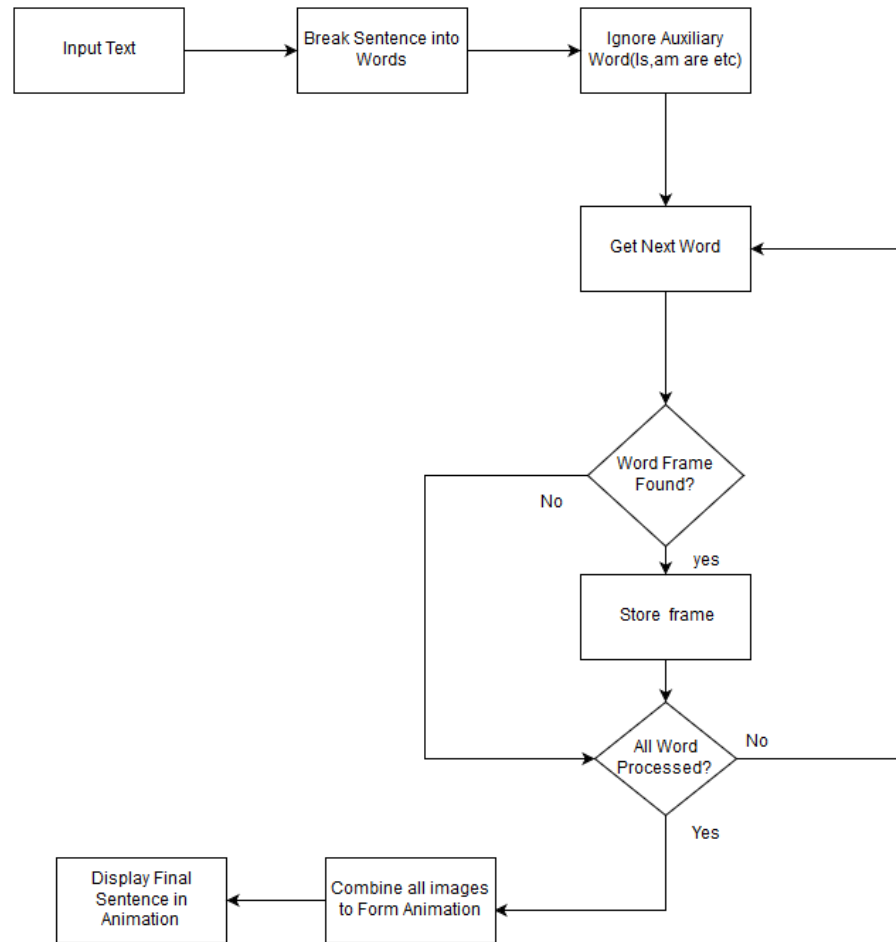 Input Text
Break Sentence into
Words
Ignore Auxiliary
Word(Is,am are etc)
Get Next Word
Word Frame
Found?
No
yes
Store frame
All Word
Processed?
No
Yes
Display Final
Sentence in
Animation
Combine all images
to Form Animation